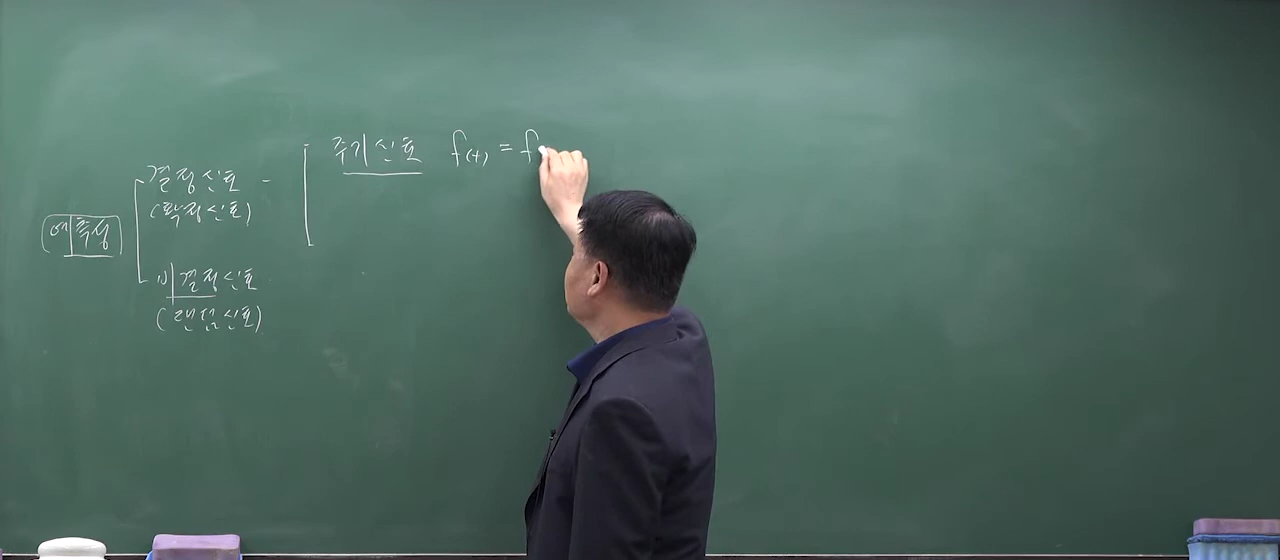 주기신호 f(t) = f
결정신호 -
(확정신호)
예측성
비결정신호
(랜덤신호)